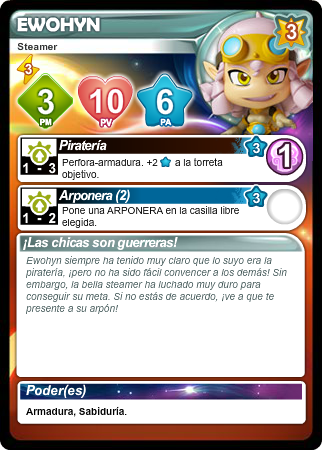 EWOHYN
3
Steamer
3
3
PM
10
PV
6
PA
Piratería
3
1
1 - 3
Perfora-armadura. +2 a la torreta
objetivo.
Arponera (2)
3
1 - 2
Pone una ARPONERA en la casilla libre
elegida.
¡Las chicas son guerreras!
Ewohyn siempre ha tenido muy claro que lo suyo era la
piratería, ¡pero no ha sido fácil convencer a los demás! Sin
embargo, la bella steamer ha luchado muy duro para
conseguir su meta. Si no estás de acuerdo, ¡ve a que te
presente a su arpón!
Poder(es)
Armadura, Sabiduría.